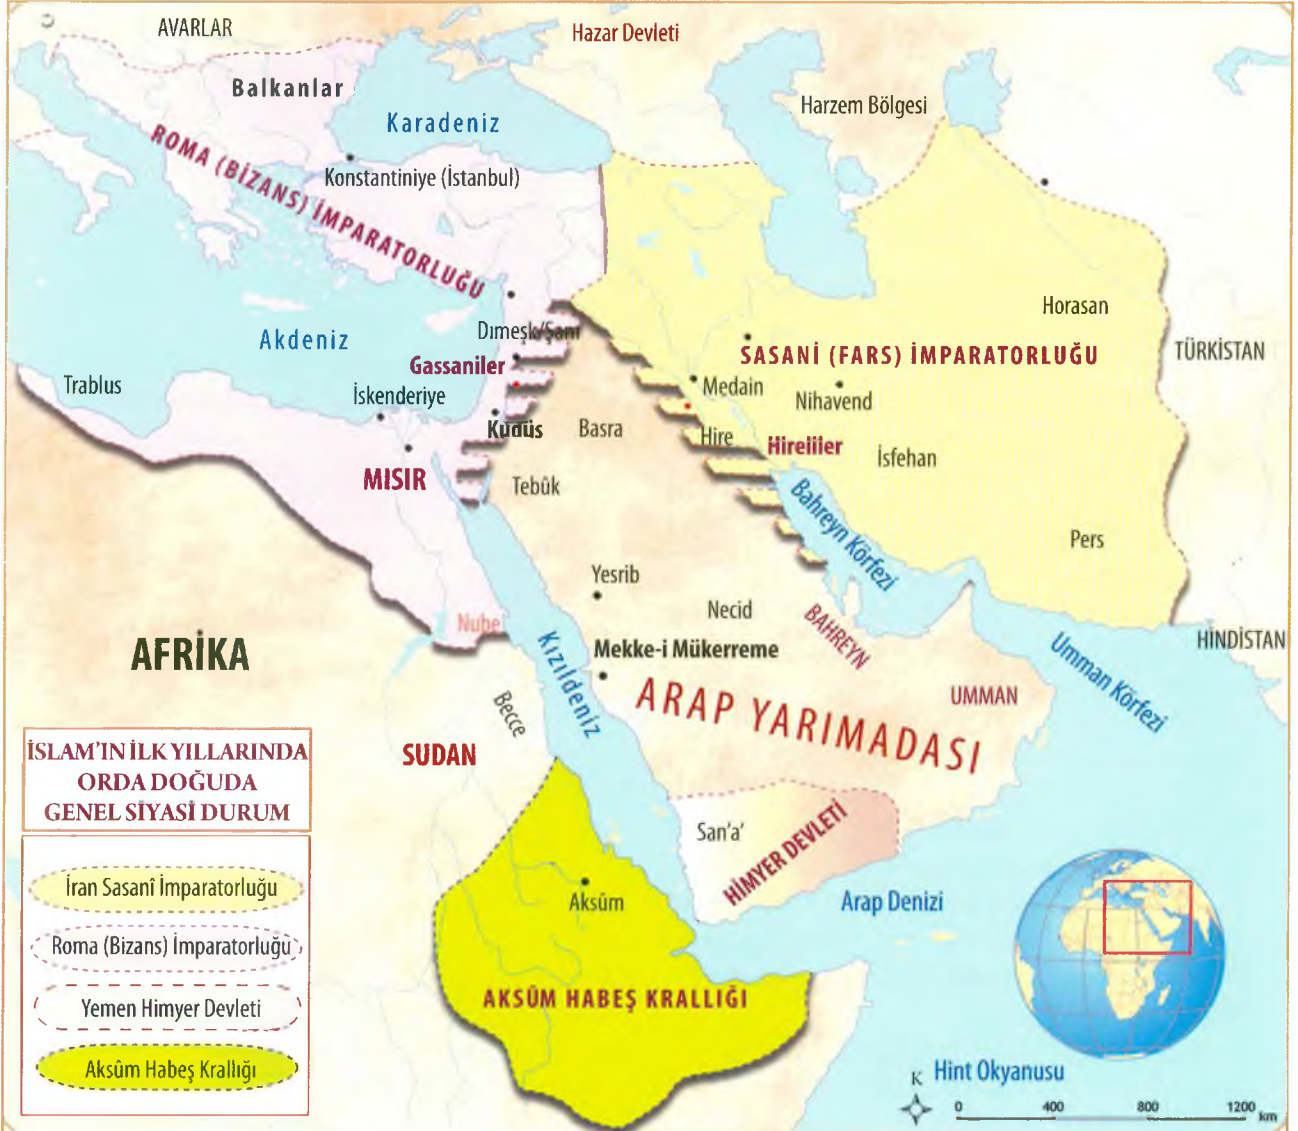 AVARLAR
Hazar Devleti
Balkanlar
Karadeniz
Harzem Bölgesi
ROMA (BİZANS) İMPARATORLUĞU
Konstantiniye (İstanbul)
Horasan
Akdeniz
Dımeşk/Şam
SASANİ (FARS) İMPARATORLUĞU
TÜRKİSTAN
Gassaniler
Trablus
İskenderiye
Medain
Nihavend
Kudüs
Basra
Hire
Hireliler
İsfehan
MISIR
Tebûk
Bahreyn Körfezi
Pers
Yesrib
Necid
BAHREYN
Nube
Kızıldeniz
HİNDİSTAN
AFRİKA
Mekke-i Mükerreme
Umman Körfezi
UMMAN
ARAP YARIMADASI
Becce
SUDAN
İSLAM'IN İLK YILLARINDA
ORDA DOĞUDA
GENEL SİYASİ DURUM
San'a'
HİMYER DEVLETİ
İran Sasanî İmparatorluğu
Aksûm
Arap Denizi
Roma (Bizans) İmparatorluğu
AKSÛM HABEŞ KRALLIĞI
Yemen Himyer Devleti
Aksûm Habeş Krallığı
Hint Okyanusu
K
0 400 800 1200 km